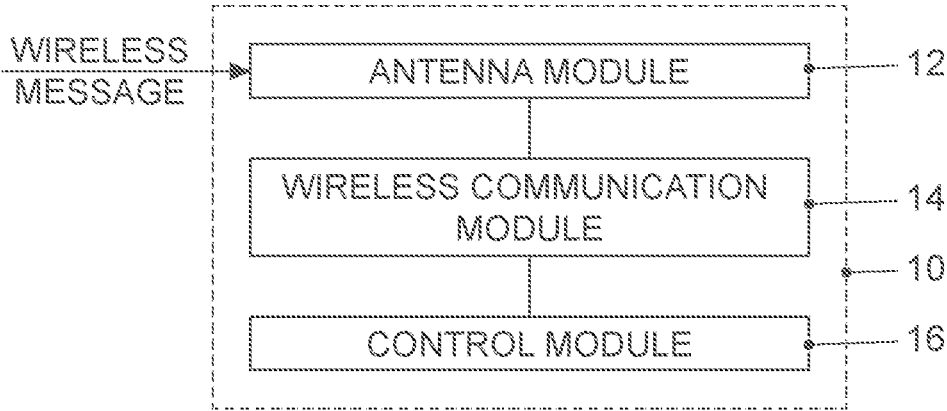 WIRELESS
MESSAGE
ANTENNA MODULE
12
WIRELESS COMMUNICATION
MODULE
14
10
CONTROL MODULE
16